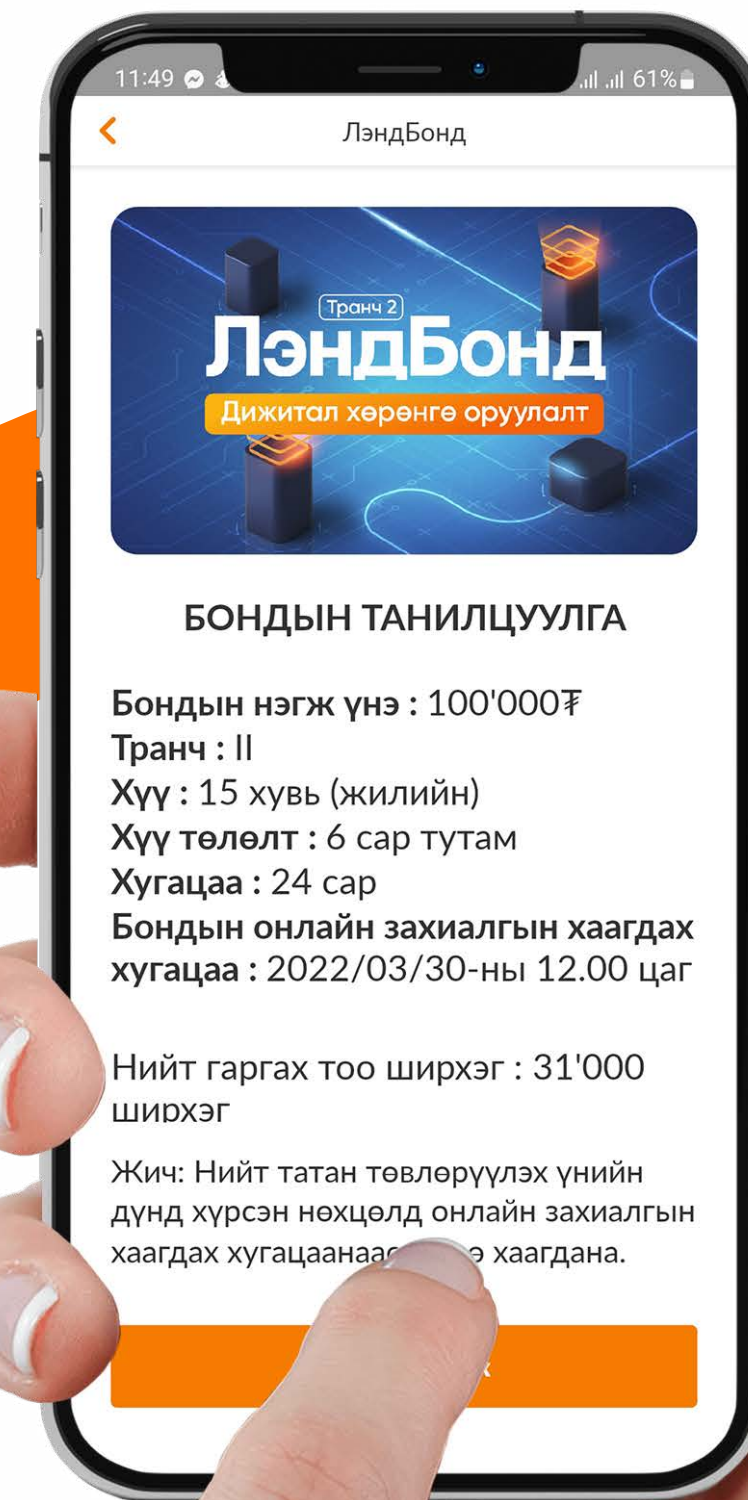 11:49
61%
ЛэндБонд
Транч 2
ЛэндБонд
Дижитал хөрөнгө оруулалт
БОНДЫН ТАНИЛЦУУЛГА
Бондын нэгж үнэ : 100'000₮
Транч : II
Хүү : 15 хувь (жилийн)
Хүү төлөлт : 6 сар тутам
Хугацаа : 24 сар
Бондын онлайн захиалгын хаагдах
хугацаа : 2022/03/30-ны 12.00 цаг
Нийт гаргах тоо ширхэг : 31'000
ширхэг
Жич: Нийт татан төвлөрүүлэх үнийн
дүнд хүрсэн нөхцөлд онлайн захиалгын
хаагдах хаагдана.